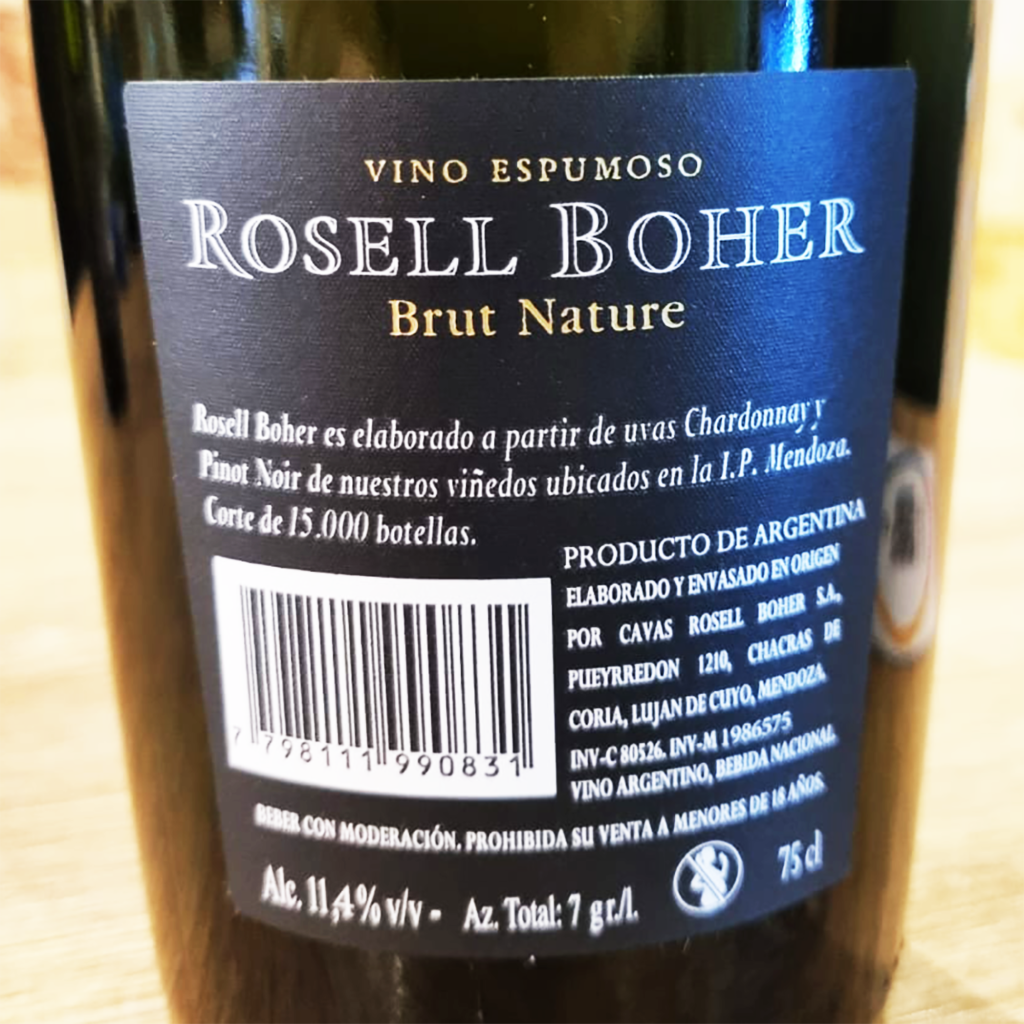 VINO ESPUMOSO
ROSELL BOHER
Brut Nature
Rosell Boher es elaborado a partir de uvas Chardonnay y
Pinot Noir de nuestros viñedos ubicados en la I.P. Mendoza.
Corte de 15.000 botellas.
PRODUCTO DE ARGENTINA
ELABORADO Y ENVASADO EN ORIGEN
POR CAVAS ROSELL BOHER S.A.,
PUEYRREDON 1210, CHACRAS DE
CORIA, LUJAN DE CUYO, MENDOZA.
INV-C 80526. INV-M 1986575
VINO ARGENTINO, BEBIDA NACIONAL
7 798111 990831
BEBER CON MODERACIÓN. PROHIBIDA SU VENTA A MENORES DE 18 AÑOS.
Alc. 11,4% v/v - Az. Total: 7 gr./l. 75 cl